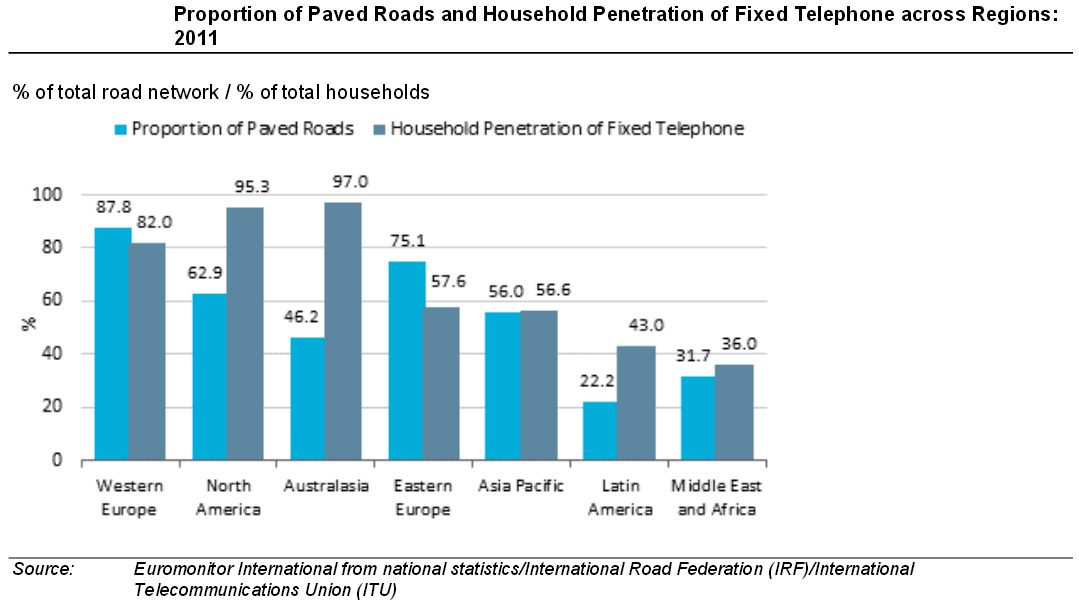 Proportion of Paved Roads and Household Penetration of Fixed Telephone across Regions:
2011
% of total road network / % of total households
Proportion of Paved Roads Household Penetration of Fixed Telephone
%
100
80
60
40
20
0
87.8 82.0
62.9 95.3
46.2 97.0
75.1 57.6
56.0 56.6
22.2 43.0
31.7 36.0
Western
Europe
North
America
Australasia
Eastern
Europe
Asia Pacific
Latin
America
Middle East
and Africa
Source: Euromonitor International from national statistics/International Road Federation (IRF)/International
Telecommunications Union (ITU)